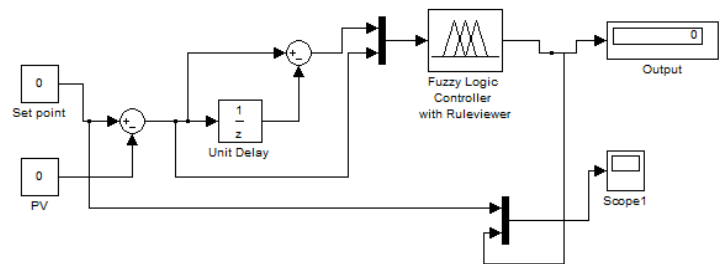 0
Set point
0
PV
1
z
Unit Delay
Fuzzy Logic
Controller
with Ruleviewer
0
Output
Scope1